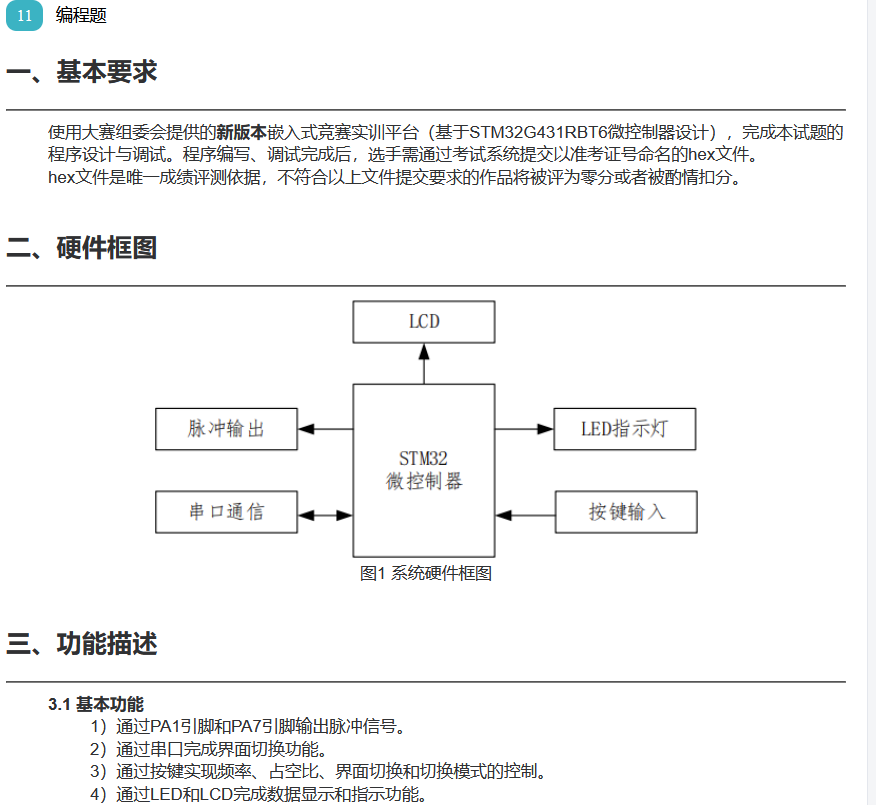 11 编程题
一、基本要求
使用大赛组委会提供的新版本嵌入式竞赛实训平台（基于STM32G431RBT6微控制器设计），完成本试题的
程序设计与调试。程序编写、调试完成后，选手需通过考试系统提交以准考证号命名的hex文件。
hex文件是唯一成绩评测依据，不符合以上文件提交要求的作品将被评为零分或者被酌情扣分。
二、硬件框图
LCD
脉冲输出
LED指示灯
STM32
微控制器
串口通信
按键输入
图1 系统硬件框图
三、功能描述
3.1 基本功能
1）通过PA1引脚和PA7引脚输出脉冲信号。
2）通过串口完成界面切换功能。
3）通过按键实现频率、占空比、界面切换和切换模式的控制。
4）通过LED和LCD完成数据显示和指示功能。